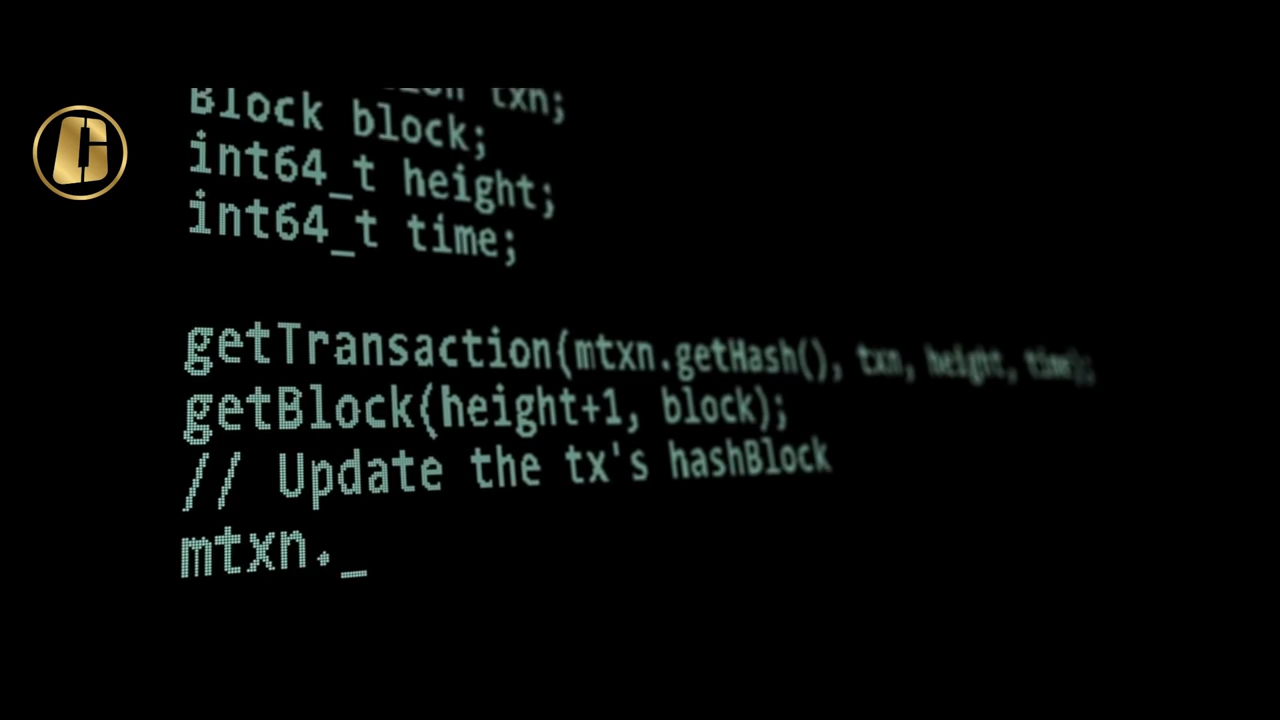 txn;
Block block;
int64_t height;
int64_t time;
getTransaction(mtxn.getHash(), txn, height, time);
getBlock(height+1, block);
// Update the tx's hashBlock
mtxn._